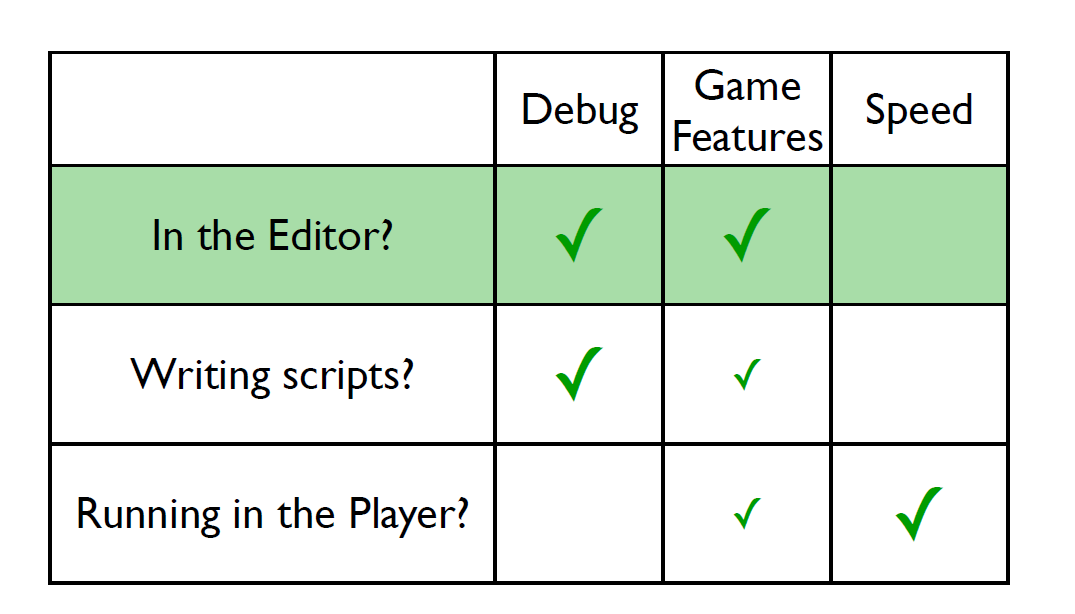 Debug
Game
Features
Speed
In the Editor? ✓ ✓
Writing scripts? ✓ ✓
Running in the Player? ✓ ✓